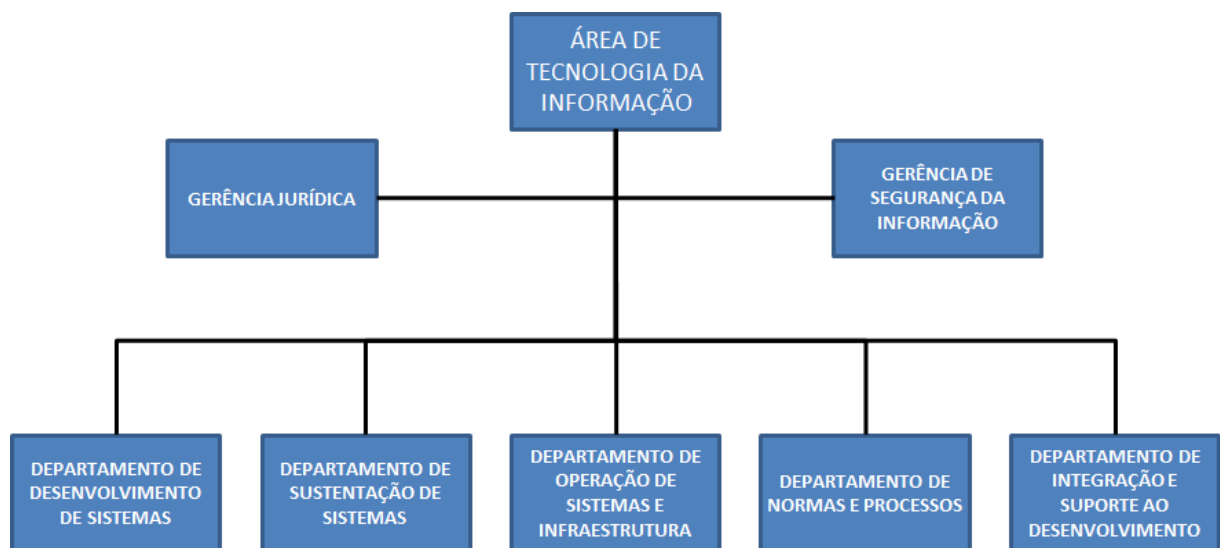 ÁREA DE
TECNOLOGIA DA
INFORMAÇÃO
GERÊNCIA JURÍDICA
GERÊNCIA DE
SEGURANÇA DA
INFORMAÇÃO
DEPARTAMENTO DE
DESENVOLVIMENTO
DE SISTEMAS
DEPARTAMENTO DE
SUSTENTAÇÃO DE
SISTEMAS
DEPARTAMENTO DE
OPERAÇÃO DE
SISTEMAS E
INFRAESTRUTURA
DEPARTAMENTO DE
NORMAS E PROCESSOS
DEPARTAMENTO DE
INTEGRAÇÃO E
SUPORTE AO
DESENVOLVIMENTO